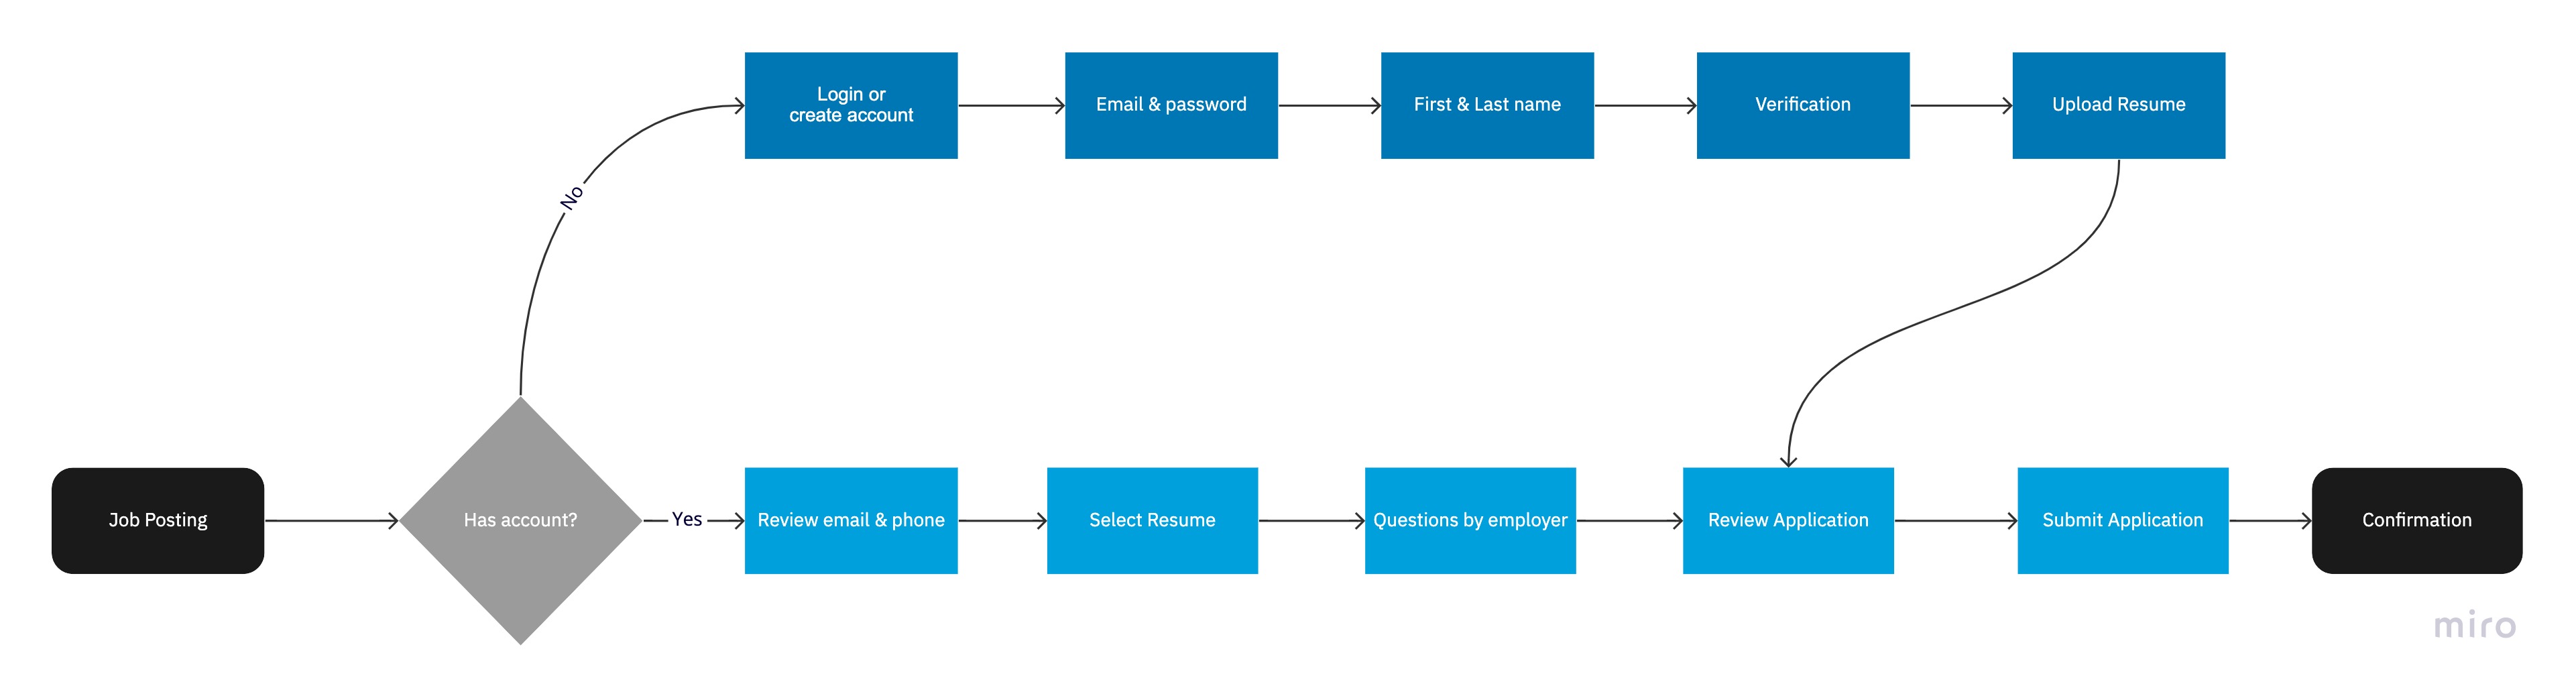 Login or
create account
Email & password
First & Last name
Verification
Upload Resume
No
Job Posting
Has account?
Yes
Review email & phone
Select Resume
Questions by employer
Review Application
Submit Application
Confirmation
miro